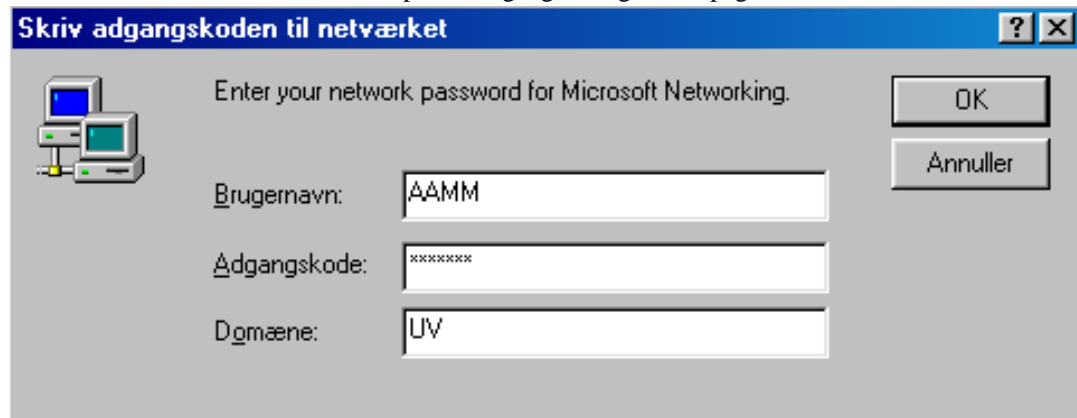 Skriv adgangskoden til netværket
Enter your network password for Microsoft Networking.
OK
Annuller
Brugernavn: AAMM
Adgangskode: *******
Domæne: UV